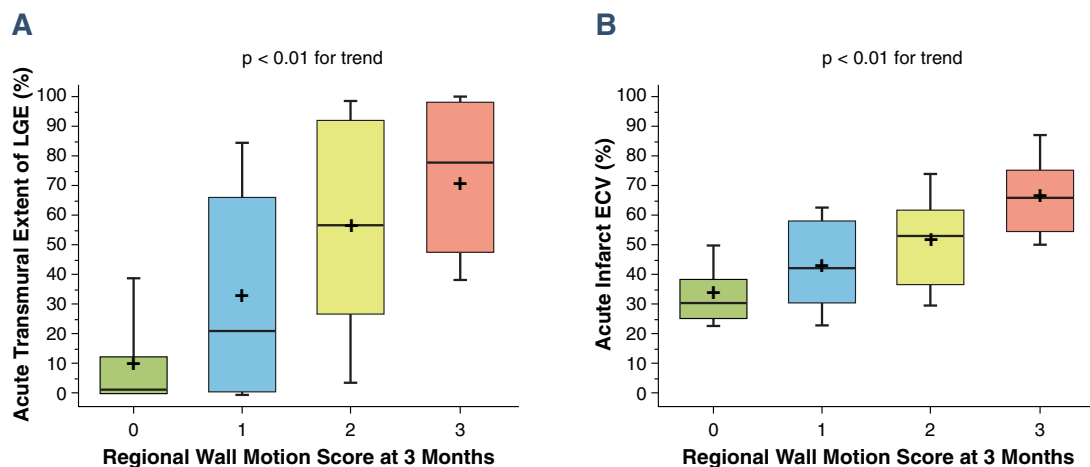 A
p < 0.01 for trend
Acute Transmural Extent of LGE (%)
100
90
80
70
60
50
40
30
20
10
0
0 1 2 3
Regional Wall Motion Score at 3 Months
B
p < 0.01 for trend
Acute Infarct ECV (%)
100
90
80
70
60
50
40
30
20
10
0
0 1 2 3
Regional Wall Motion Score at 3 Months